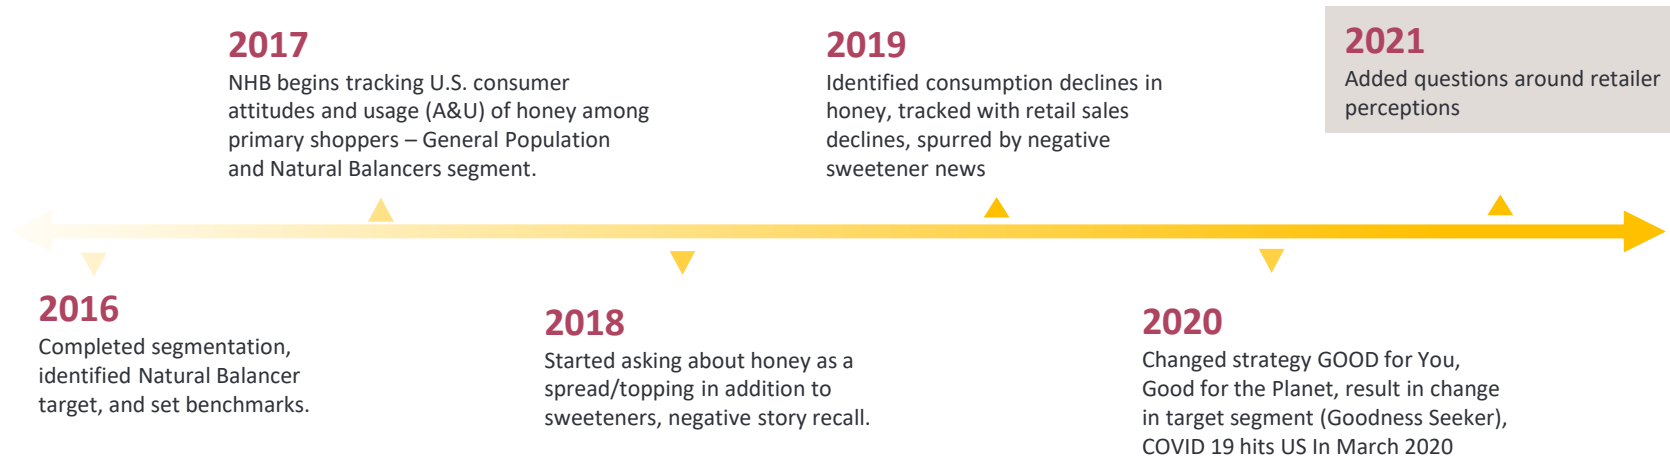 2017
NHB begins tracking U.S. consumer
attitudes and usage (A&U) of honey among
primary shoppers – General Population
and Natural Balancers segment.
2019
Identified consumption declines in
honey, tracked with retail sales
declines, spurred by negative
sweetener news
2021
Added questions around retailer
perceptions
2016
Completed segmentation,
identified Natural Balancer
target, and set benchmarks.
2018
Started asking about honey as a
spread/topping in addition to
sweeteners, negative story recall.
2020
Changed strategy GOOD for You,
Good for the Planet, result in change
in target segment (Goodness Seeker),
COVID 19 hits US In March 2020